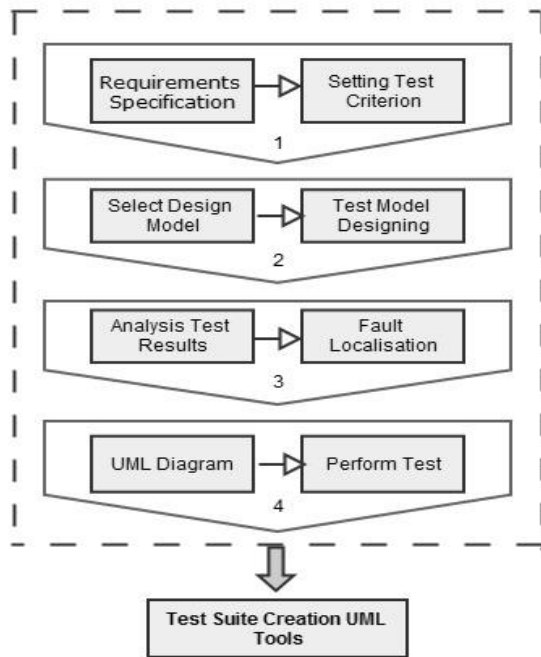 Requirements
Specification
Setting Test
Criterion
1
Select Design
Model
Test Model
Designing
2
Analysis Test
Results
Fault
Localisation
3
UML Diagram
Perform Test
4
Test Suite Creation UML
Tools